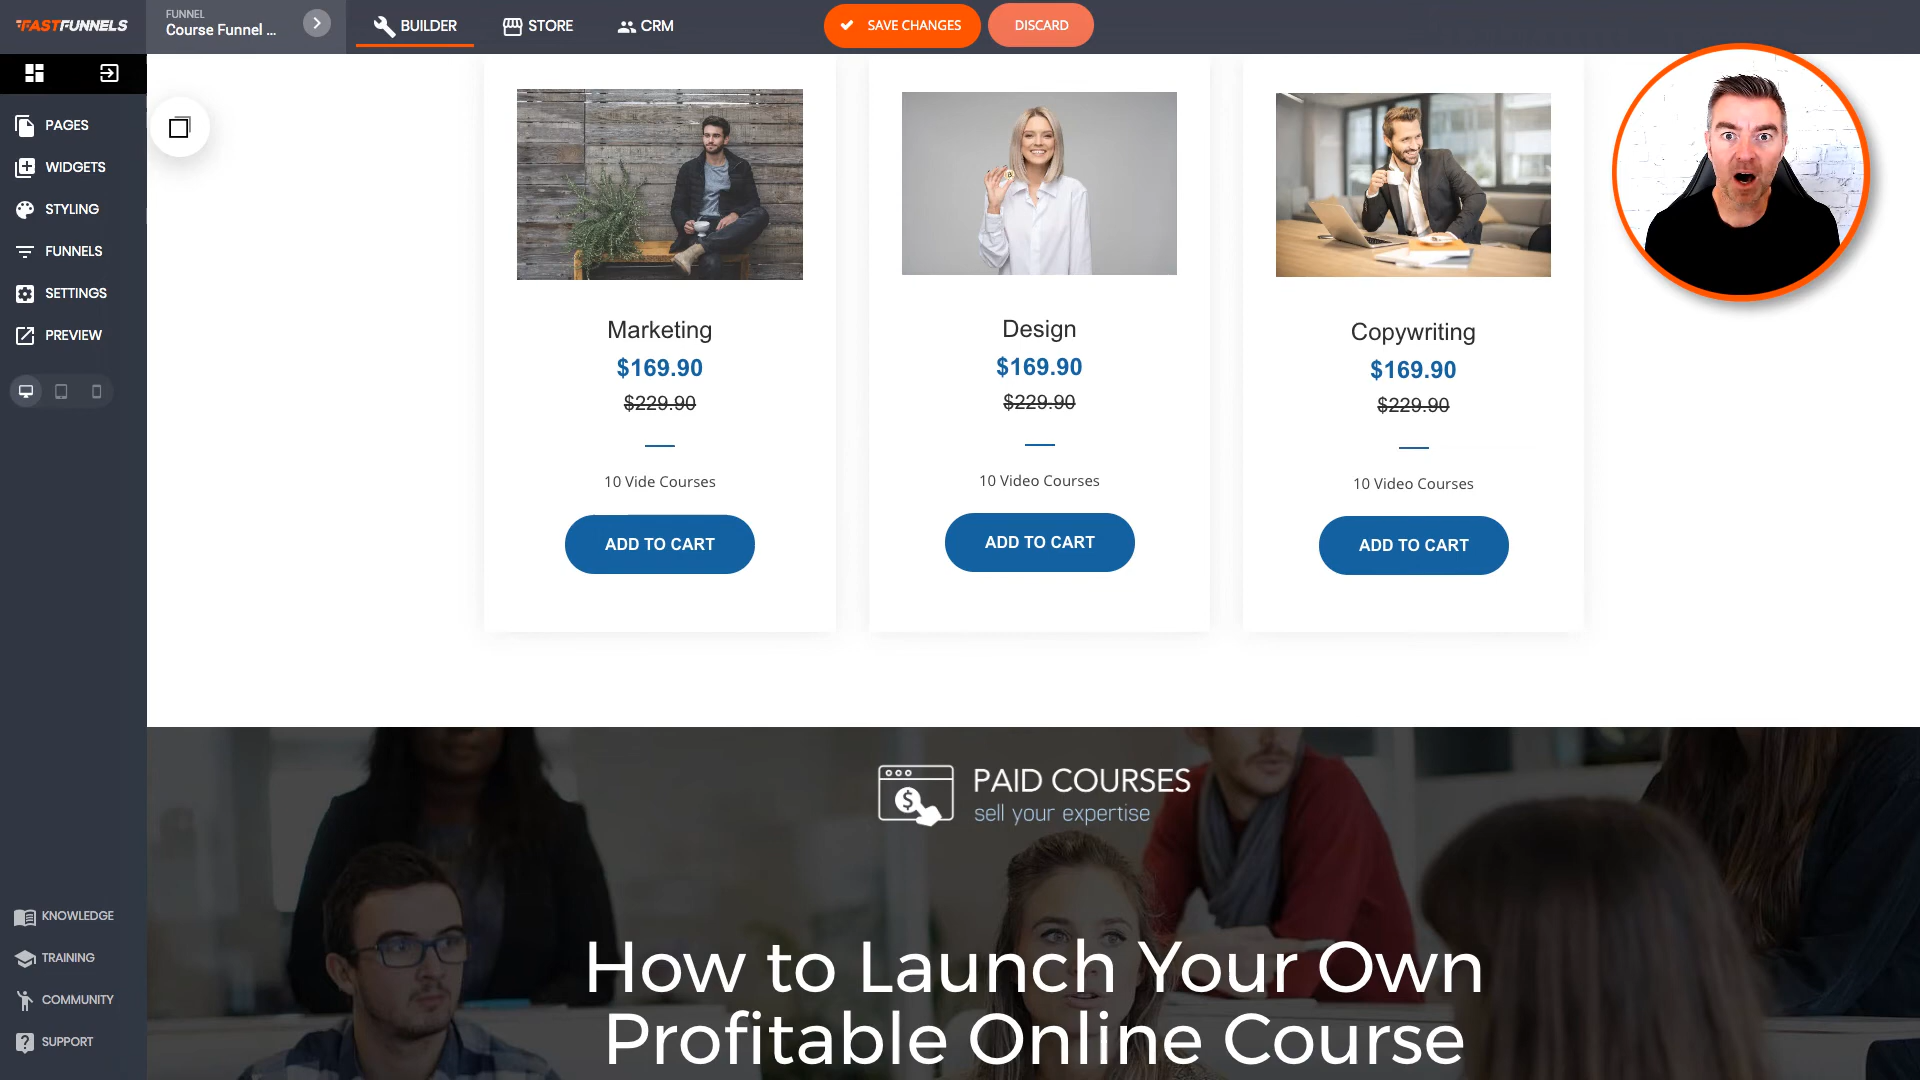 FASTFUNNELS
FUNNEL
Course Funnel ...
BUILDER
STORE
CRM
SAVE CHANGES
DISCARD
PAGES
WIDGETS
STYLING
FUNNELS
SETTINGS
PREVIEW
Marketing
$169.90
$229.90
10 Vide Courses
ADD TO CART
Design
$169.90
$229.90
10 Video Courses
ADD TO CART
Copywriting
$169.90
$229.90
10 Video Courses
ADD TO CART
PAID COURSES
sell your expertise
How to Launch Your Own
Profitable Online Course
KNOWLEDGE
TRAINING
COMMUNITY
SUPPORT